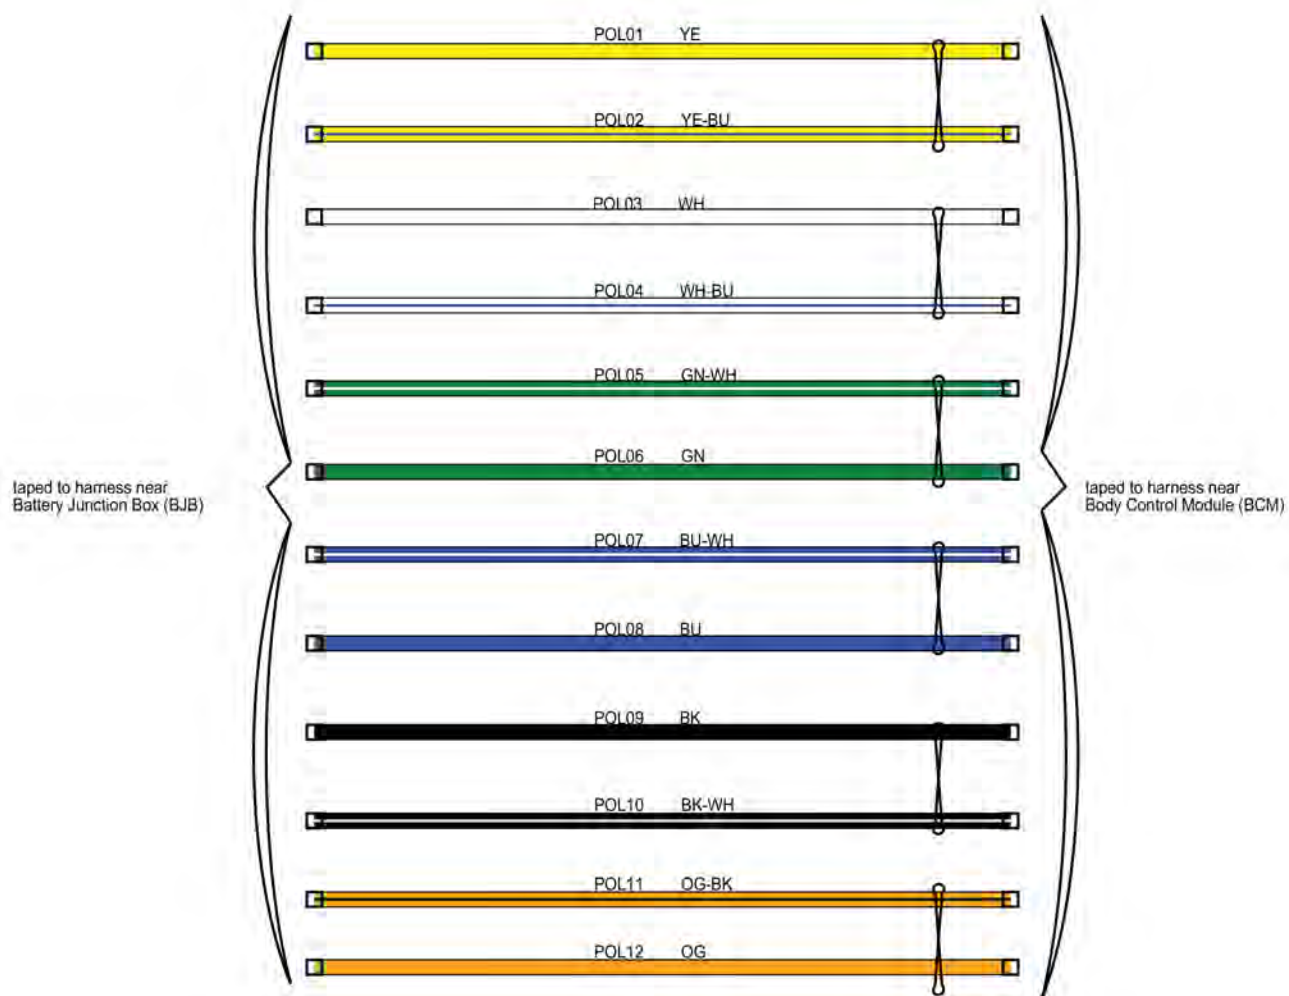 POL01 YE
POL02 YE-BU
POL03 WH
POL04 WH-BU
POL05 GN-WH
POL06 GN
taped to harness near
Battery Junction Box (BJB)
taped to harness near
Body Control Module (BCM)
POL07 BU-WH
POL08 BU
POL09 BK
POL10 BK-WH
POL11 OG-BK
POL12 OG